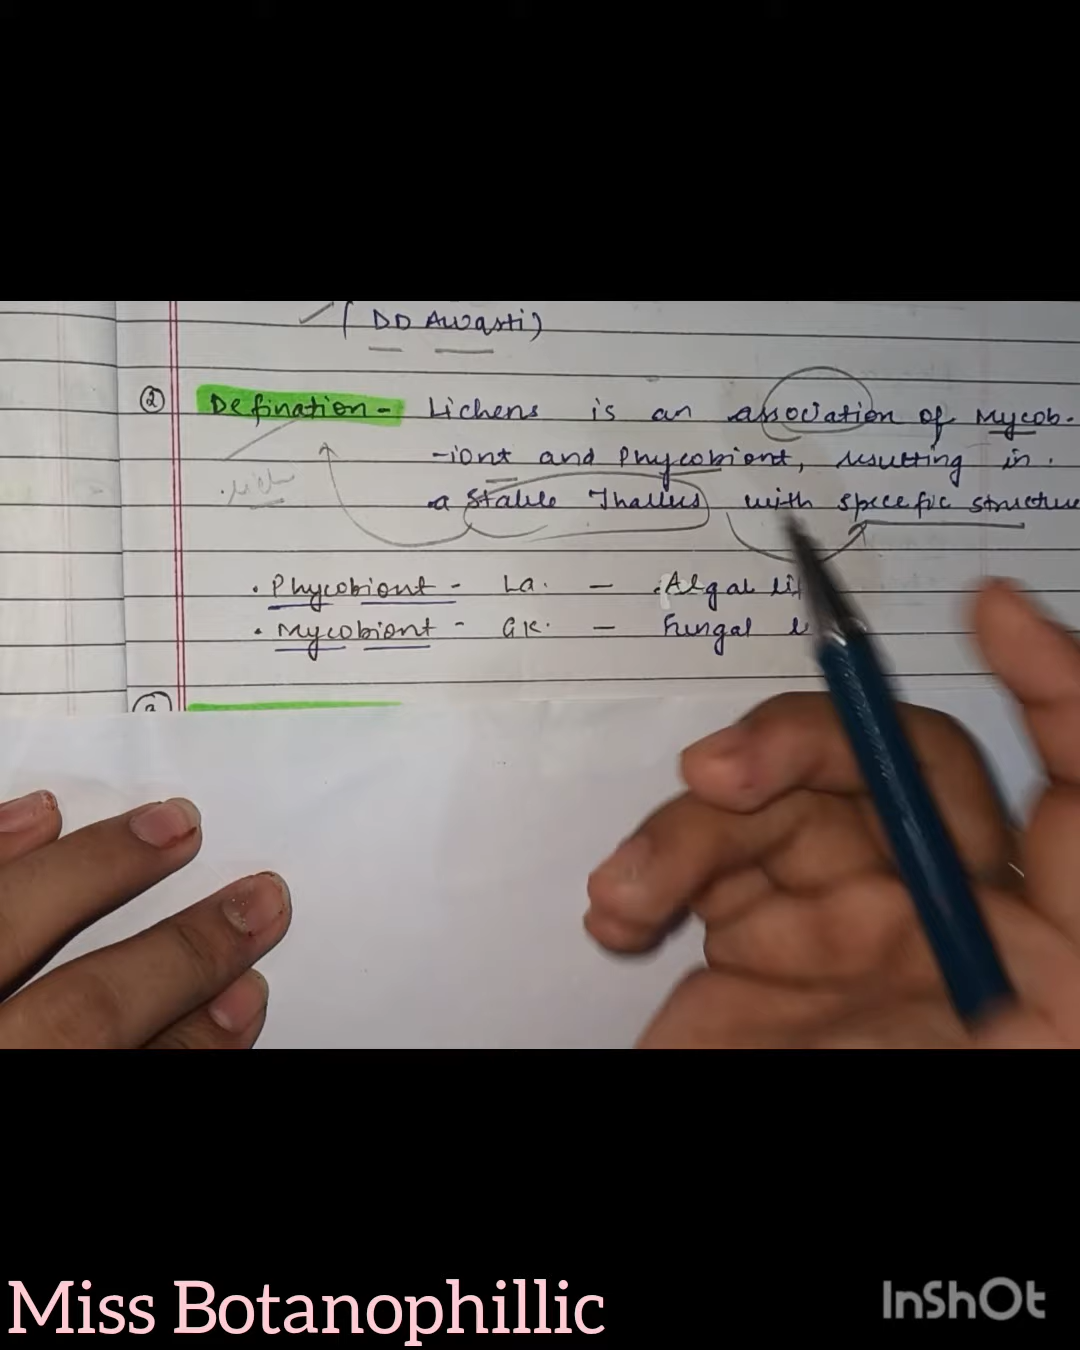 (DD Awasti)
② Defination - Lichens is an association of Mycob-
-iont and Phycobiont, resulting in
a Stable Thallus with specefic structure
• Phycobiont - La. - Algal
• Mycobiont - GK. - Fungal
Miss Botanophillic
InShOt